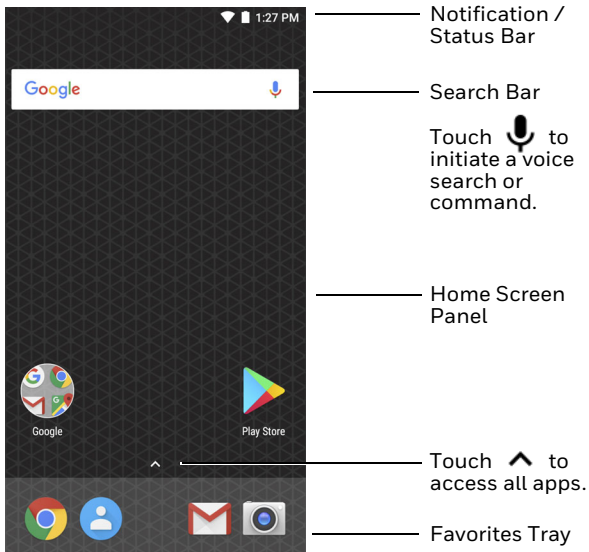 1:27 PM
Notification /
Status Bar
Google
Search Bar
Touch to
initiate a voice
search or
command.
Home Screen
Panel
Google
Play Store
Touch to
access all apps.
Favorites Tray